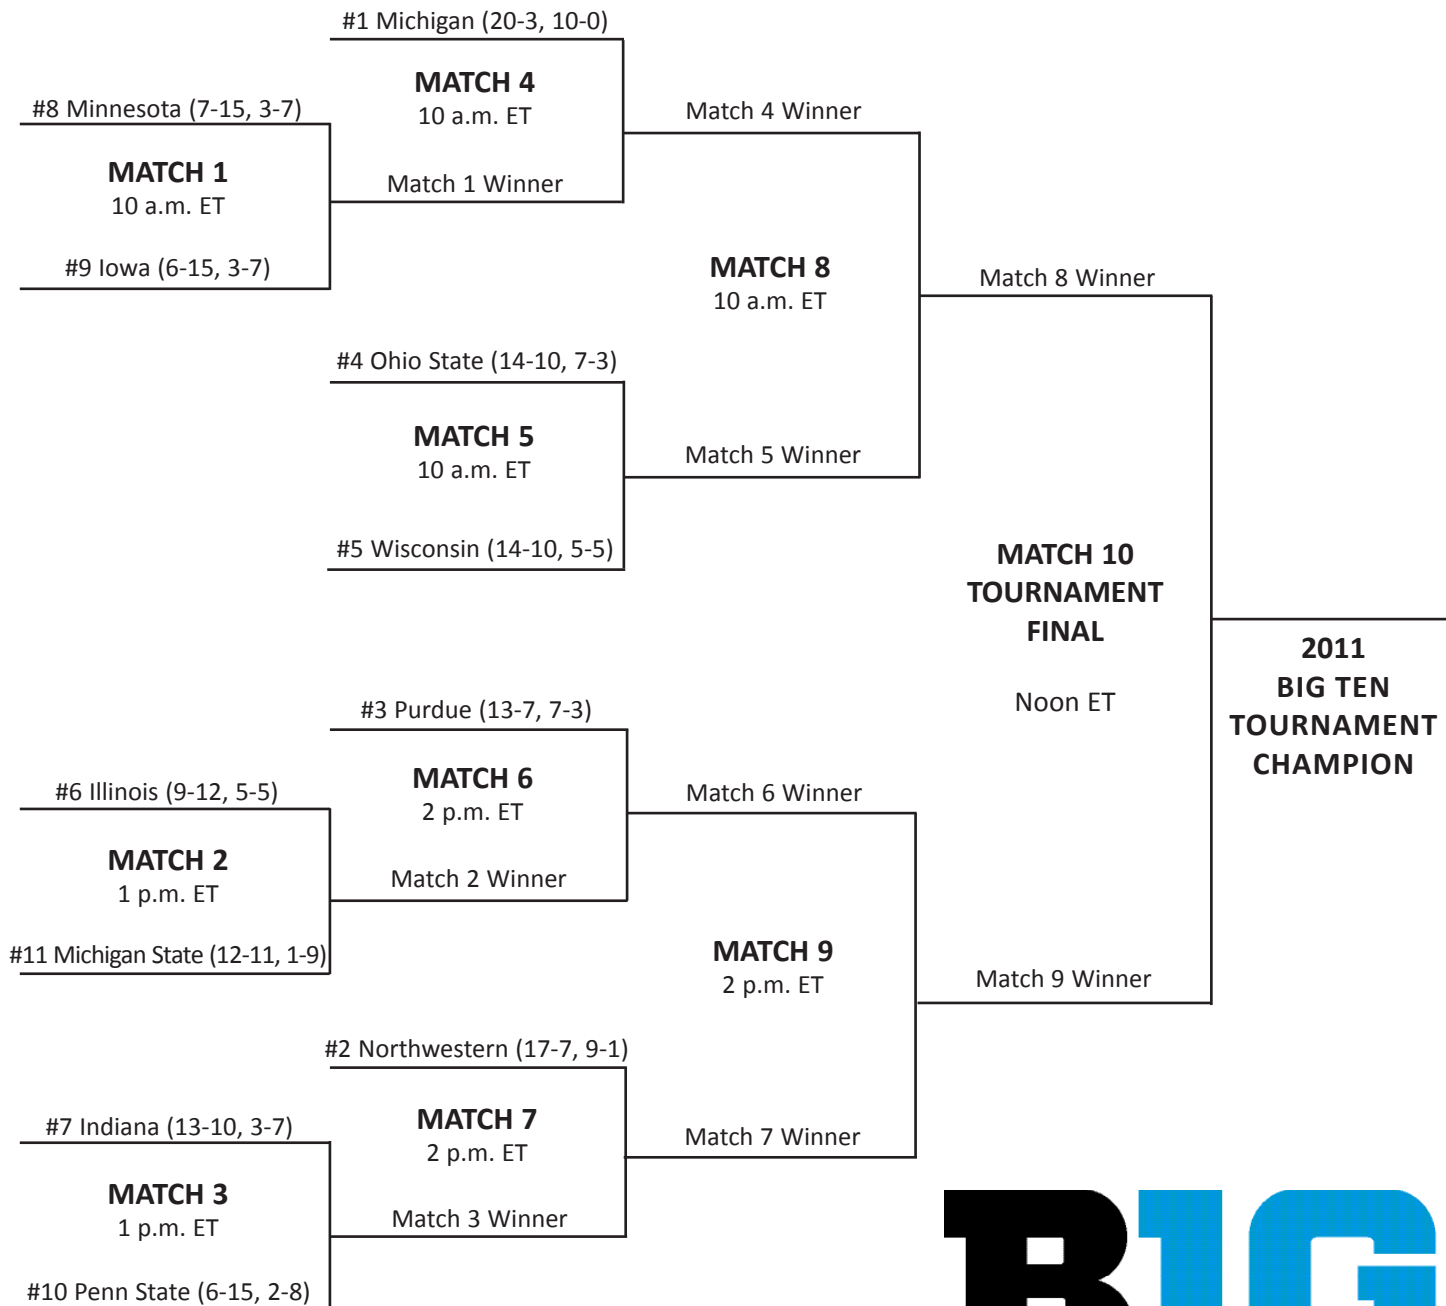 #1 Michigan (20-3, 10-0)
MATCH 4
10 a.m. ET
#8 Minnesota (7-15, 3-7)
Match 4 Winner
MATCH 1
10 a.m. ET
Match 1 Winner
#9 Iowa (6-15, 3-7)
MATCH 8
10 a.m. ET
Match 8 Winner
#4 Ohio State (14-10, 7-3)
MATCH 5
10 a.m. ET
Match 5 Winner
#5 Wisconsin (14-10, 5-5)
MATCH 10
TOURNAMENT
FINAL
Noon ET
2011
BIG TEN
TOURNAMENT
CHAMPION
#3 Purdue (13-7, 7-3)
MATCH 6
2 p.m. ET
#6 Illinois (9-12, 5-5)
Match 6 Winner
MATCH 2
1 p.m. ET
Match 2 Winner
#11 Michigan State (12-11, 1-9)
MATCH 9
2 p.m. ET
Match 9 Winner
#2 Northwestern (17-7, 9-1)
MATCH 7
2 p.m. ET
#7 Indiana (13-10, 3-7)
Match 7 Winner
MATCH 3
1 p.m. ET
Match 3 Winner
#10 Penn State (6-15, 2-8)
B1G